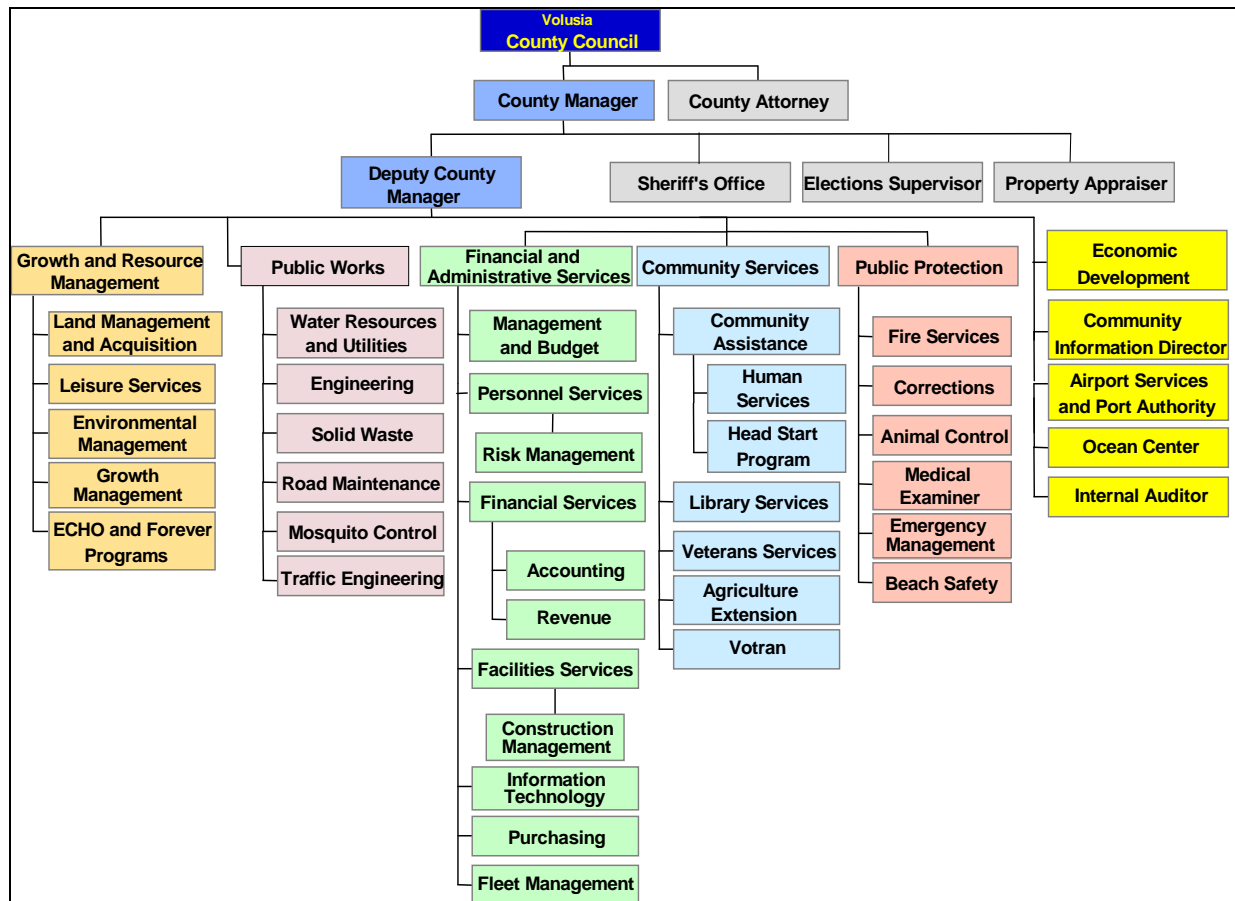 Volusia
County Council
County Manager
County Attorney
Deputy County
Manager
Sheriff's Office
Elections Supervisor
Property Appraiser
Growth and Resource
Management
Land Management
and Acquisition
Leisure Services
Environmental
Management
Growth
Management
ECHO and Forever
Programs
Public Works
Water Resources
and Utilities
Engineering
Solid Waste
Road Maintenance
Mosquito Control
Traffic Engineering
Financial and
Administrative Services
Management
and Budget
Personnel Services
Risk Management
Financial Services
Accounting
Revenue
Facilities Services
Construction
Management
Information
Technology
Purchasing
Fleet Management
Community Services
Community
Assistance
Human
Services
Head Start
Program
Library Services
Veterans Services
Agriculture
Extension
Votran
Public Protection
Fire Services
Corrections
Animal Control
Medical
Examiner
Emergency
Management
Beach Safety
Economic
Development
Community
Information Director
Airport Services
and Port Authority
Ocean Center
Internal Auditor